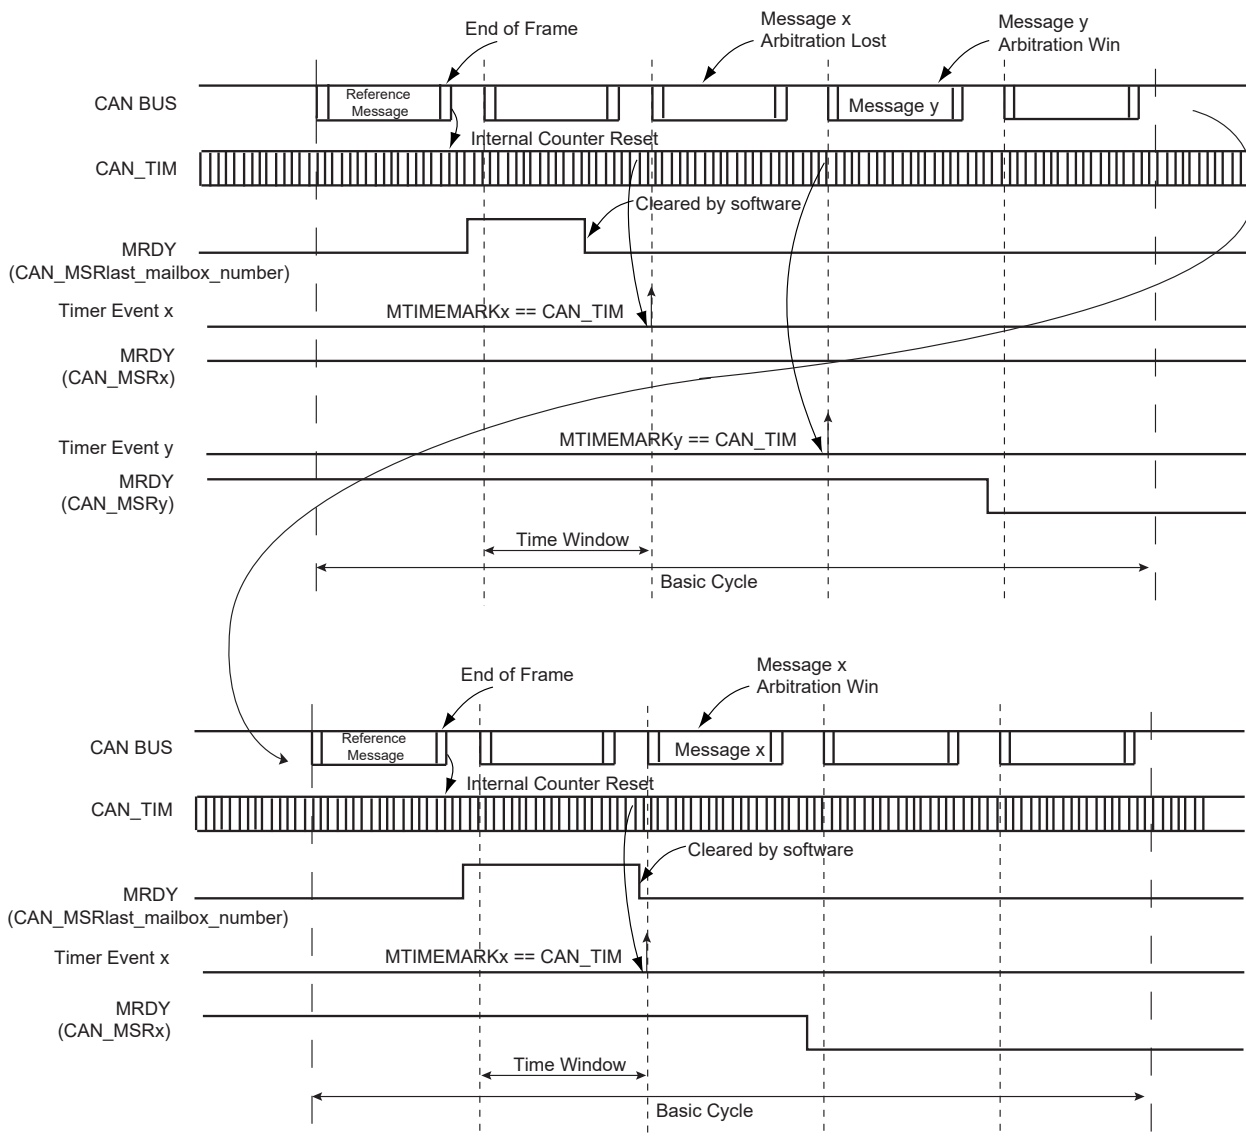 End of Frame
Message x
Arbitration Lost
Message y
Arbitration Win
CAN BUS
Reference
Message
Message y
Internal Counter Reset
CAN_TIM
Cleared by software
MRDY
(CAN_MSRlast_mailbox_number)
Timer Event x
MTIMEMARKx == CAN_TIM
MRDY
(CAN_MSRx)
Timer Event y
MTIMEMARKy == CAN_TIM
MRDY
(CAN_MSRy)
Time Window
Basic Cycle
End of Frame
Message x
Arbitration Win
CAN BUS
Reference
Message
Message x
Internal Counter Reset
CAN_TIM
Cleared by software
MRDY
(CAN_MSRlast_mailbox_number)
Timer Event x
MTIMEMARKx == CAN_TIM
MRDY
(CAN_MSRx)
Time Window
Basic Cycle